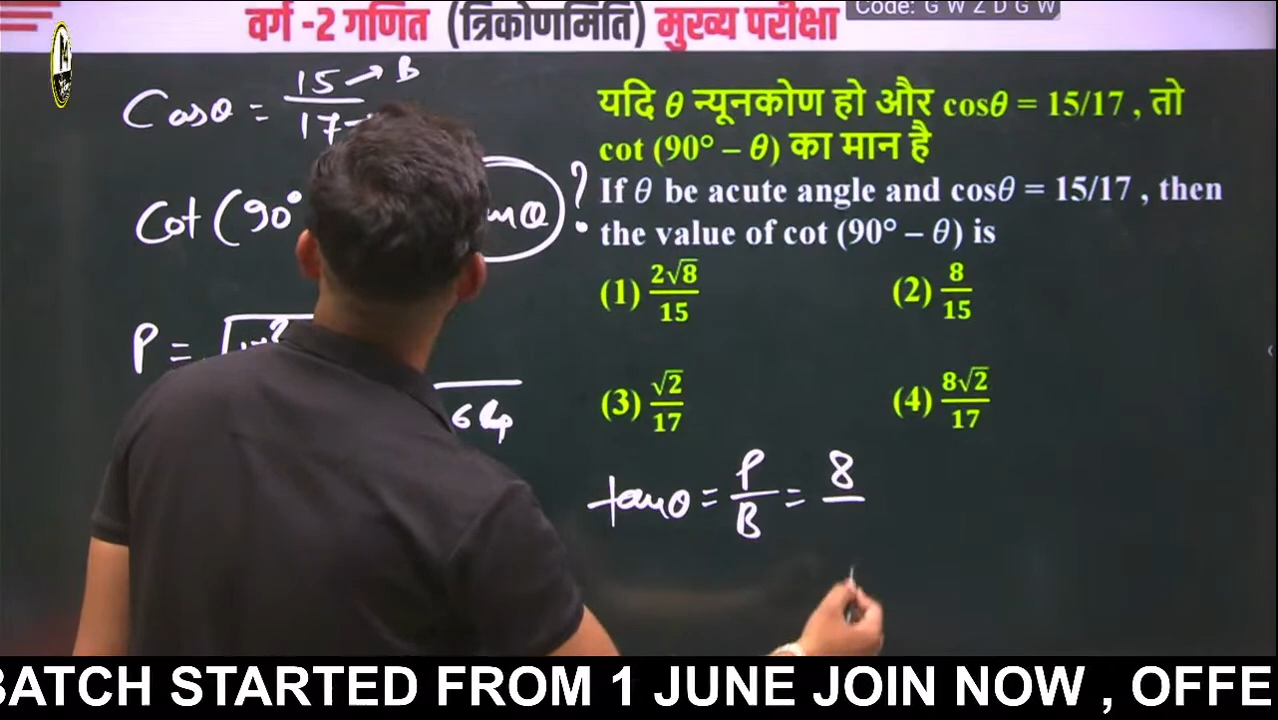 वर्ग -2 गणित (त्रिकोणमिति) मुख्य परीक्षा
Code: G W Z D G W
Cosθ = 15 → B
17
Cot (90°
θ) ?
P =
64
यदि θ न्यूनकोण हो और cosθ = 15/17 , तो
cot (90° – θ) का मान है
If θ be acute angle and cosθ = 15/17 , then
the value of cot (90° – θ) is
(1) 2√8/15 (2) 8/15
(3) √2/17 (4) 8√2/17
tanθ = P/B = 8
BATCH STARTED FROM 1 JUNE JOIN NOW , OFFE